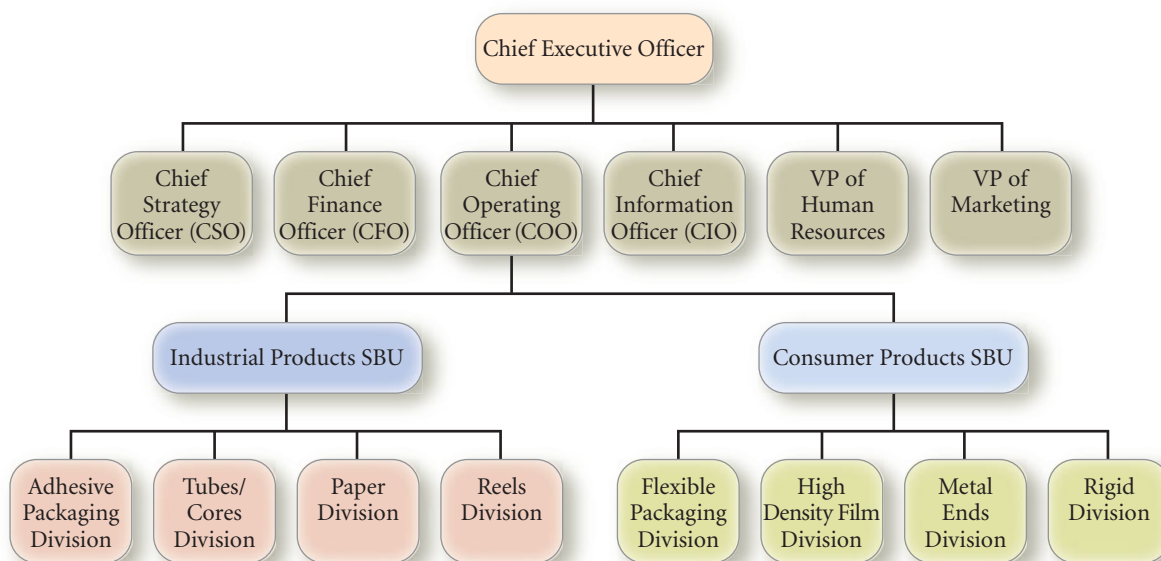 Chief Executive Officer
Chief
Strategy
Officer (CSO)
Chief
Finance
Officer (CFO)
Chief
Operating
Officer (COO)
Chief
Information
Officer (CIO)
VP of
Human
Resources
VP of
Marketing
Industrial Products SBU
Consumer Products SBU
Adhesive
Packaging
Division
Tubes/
Cores
Division
Paper
Division
Reels
Division
Flexible
Packaging
Division
High
Density Film
Division
Metal
Ends
Division
Rigid
Division